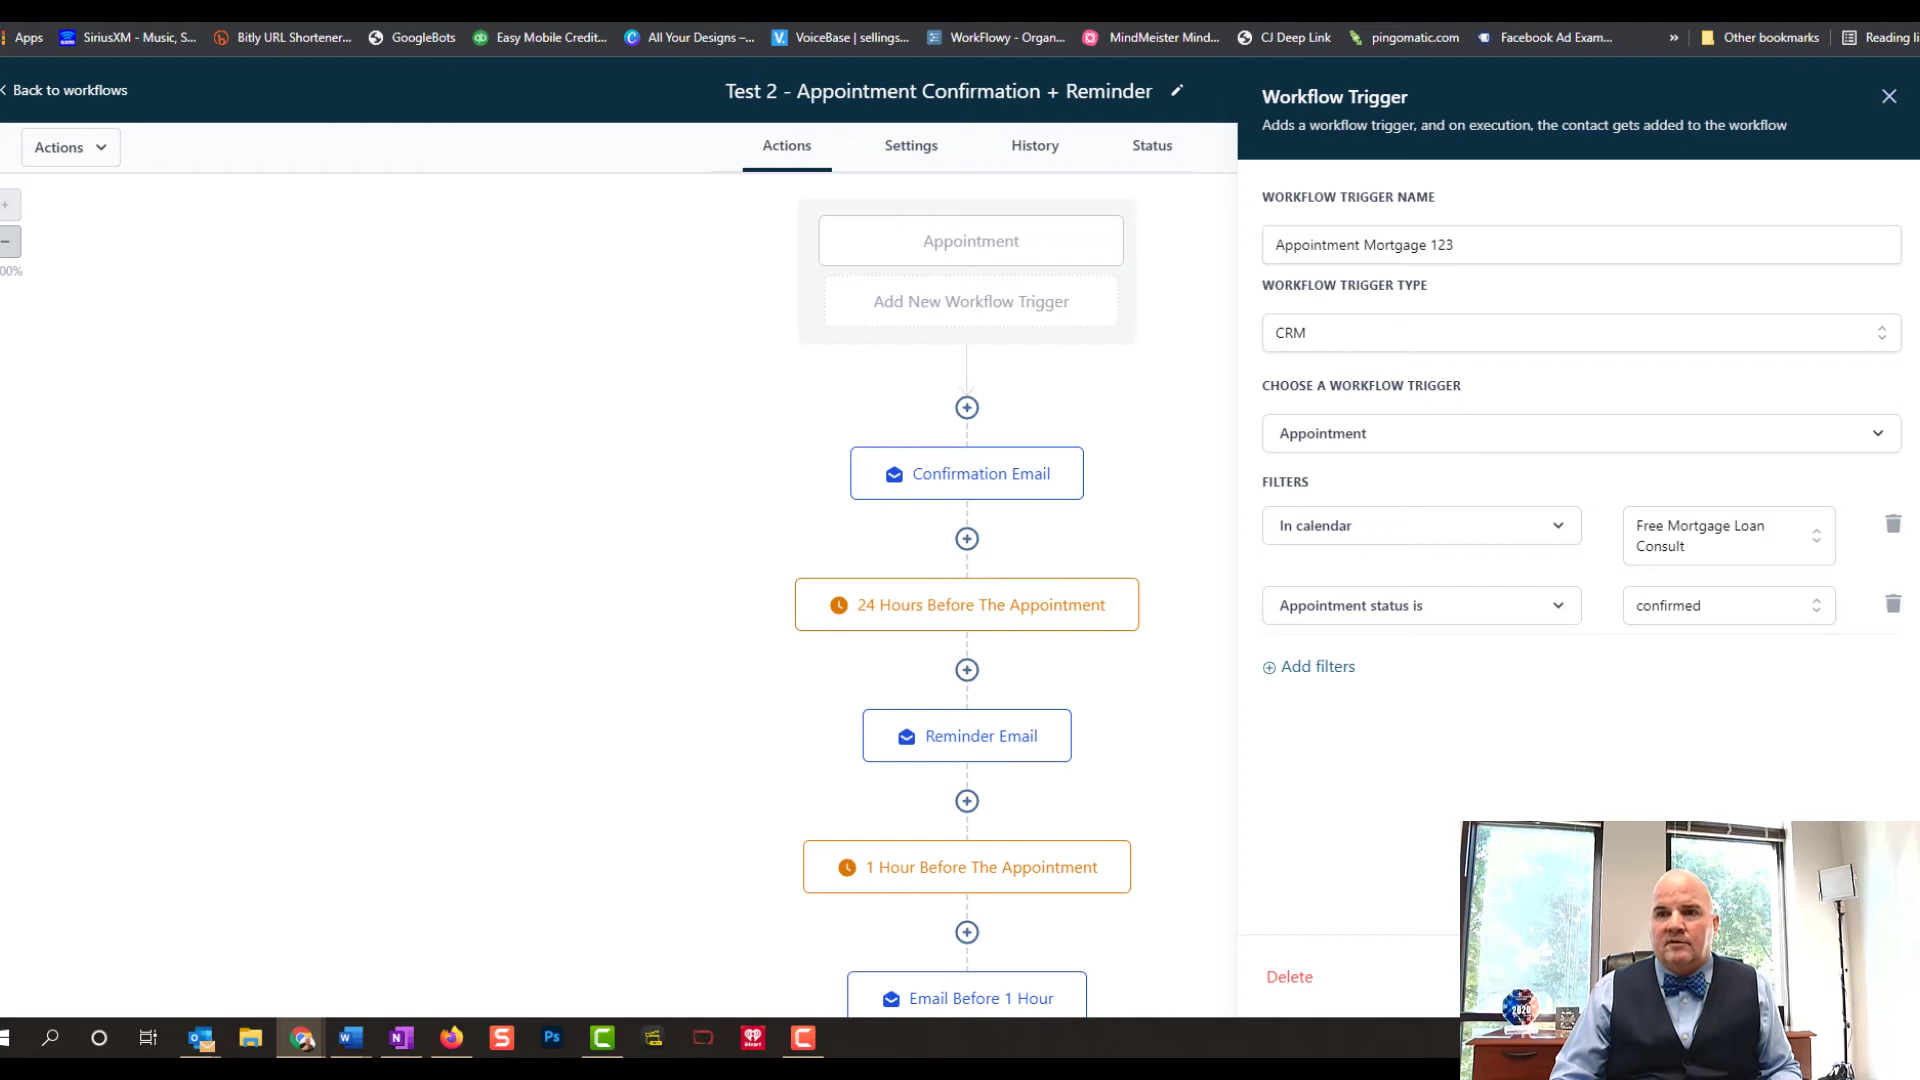 Apps
SiriusXM - Music, S...
Bitly URL Shortener...
GoogleBots
Easy Mobile Credit...
All Your Designs –...
VoiceBase | sellings...
WorkFlowy - Organ...
MindMeister Mind...
CJ Deep Link
pingomatic.com
Facebook Ad Exam...
»
Other bookmarks
Reading li
Back to workflows
Test 2 - Appointment Confirmation + Reminder
Workflow Trigger
Adds a workflow trigger, and on execution, the contact gets added to the workflow
Actions
Actions
Settings
History
Status
00%
Appointment
Add New Workflow Trigger
Confirmation Email
24 Hours Before The Appointment
Reminder Email
1 Hour Before The Appointment
Email Before 1 Hour
WORKFLOW TRIGGER NAME
Appointment Mortgage 123
WORKFLOW TRIGGER TYPE
CRM
CHOOSE A WORKFLOW TRIGGER
Appointment
FILTERS
In calendar
Free Mortgage Loan
Consult
Appointment status is
confirmed
Add filters
Delete
2020